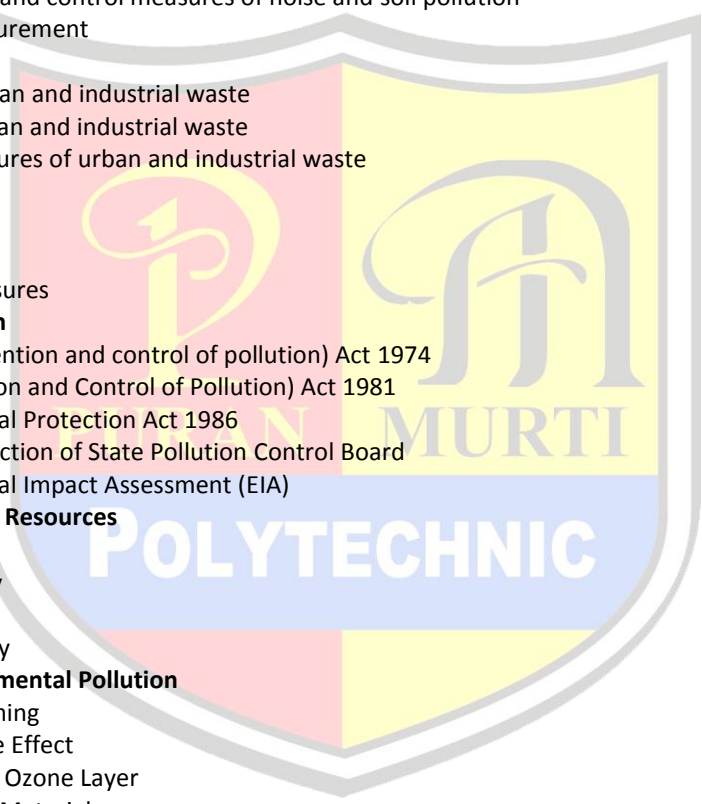 and control measures of noise and soil pollution
urement
an and industrial waste
an and industrial waste
ures of urban and industrial waste
sures
ention and control of pollution) Act 1974
on and Control of Pollution) Act 1981
al Protection Act 1986
PURAN MURTI
ction of State Pollution Control Board
al Impact Assessment (EIA)
Resources
POLYTECHNIC
y
mental Pollution
ning
e Effect
Ozone Layer